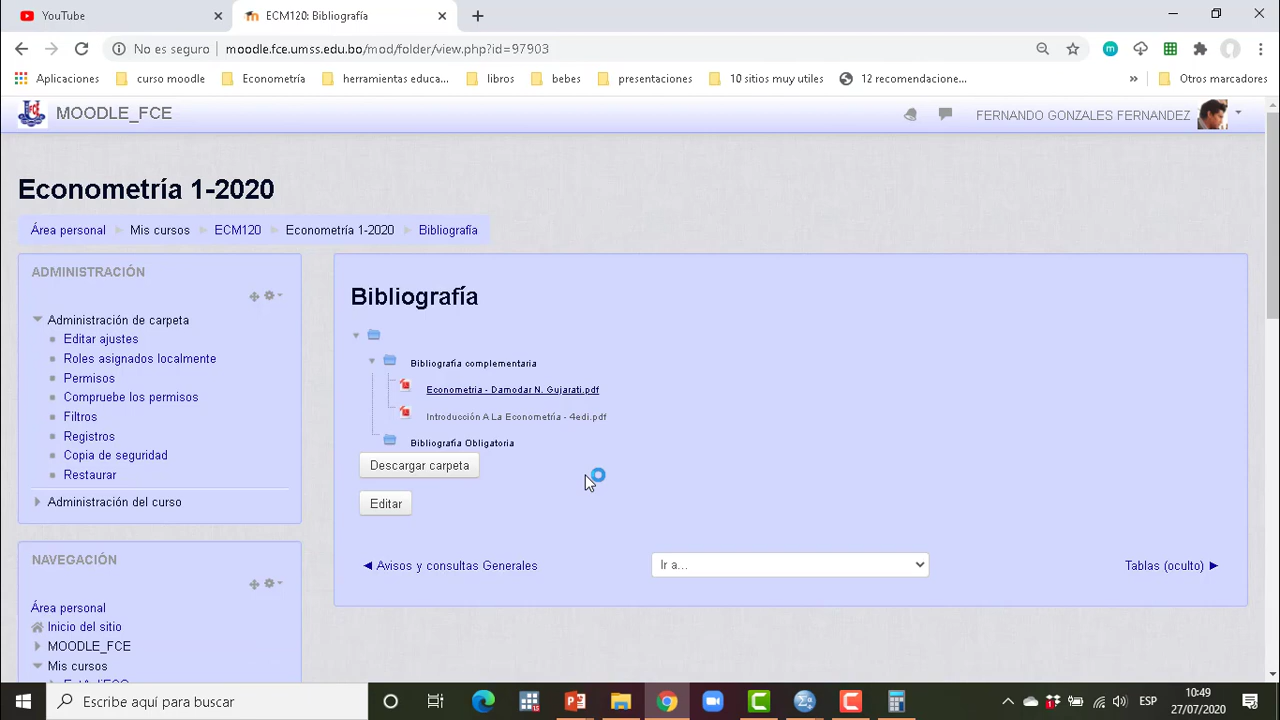 YouTube
ECM120: Bibliografía
No es seguro
moodle.fce.umss.edu.bo/mod/folder/view.php?id=97903
Aplicaciones
curso moodle
Econometría
herramientas educa...
libros
bebes
presentaciones
10 sitios muy utiles
12 recomendacione...
»
Otros marcadores
MOODLE_FCE
FERNANDO GONZALES FERNANDEZ
Econometría 1-2020
Área personal
Mis cursos
ECM120
Econometría 1-2020
Bibliografía
ADMINISTRACIÓN
Administración de carpeta
Editar ajustes
Roles asignados localmente
Permisos
Compruebe los permisos
Filtros
Registros
Copia de seguridad
Restaurar
Administración del curso
NAVEGACIÓN
Área personal
Inicio del sitio
MOODLE_FCE
Mis cursos
Bibliografía
Bibliografía complementaria
Econometria - Damodar N. Gujarati.pdf
Introducción A La Econometría - 4edi.pdf
Bibliografía Obligatoria
Descargar carpeta
Editar
◀ Avisos y consultas Generales
Ir a...
Tablas (oculto) ▶
Escribe aquí para buscar
ESP
10:49
27/07/2020